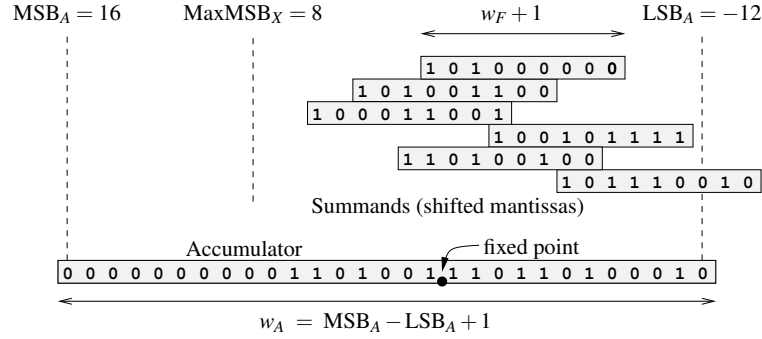 MSB_A = 16 MaxMSB_X = 8 w_F + 1 LSB_A = −12
1 0 1 0 0 0 0 0 0
1 0 1 0 0 1 1 0 0
1 0 0 0 1 1 0 0 1
1 0 0 1 0 1 1 1 1
1 1 0 1 0 0 1 0 0
1 0 1 1 1 0 0 1 0
Summands (shifted mantissas)
Accumulator fixed point
0 0 0 0 0 0 0 0 0 0 1 1 0 1 0 0 1 1 1 0 1 1 0 1 0 0 0 1 0
w_A = MSB_A − LSB_A + 1